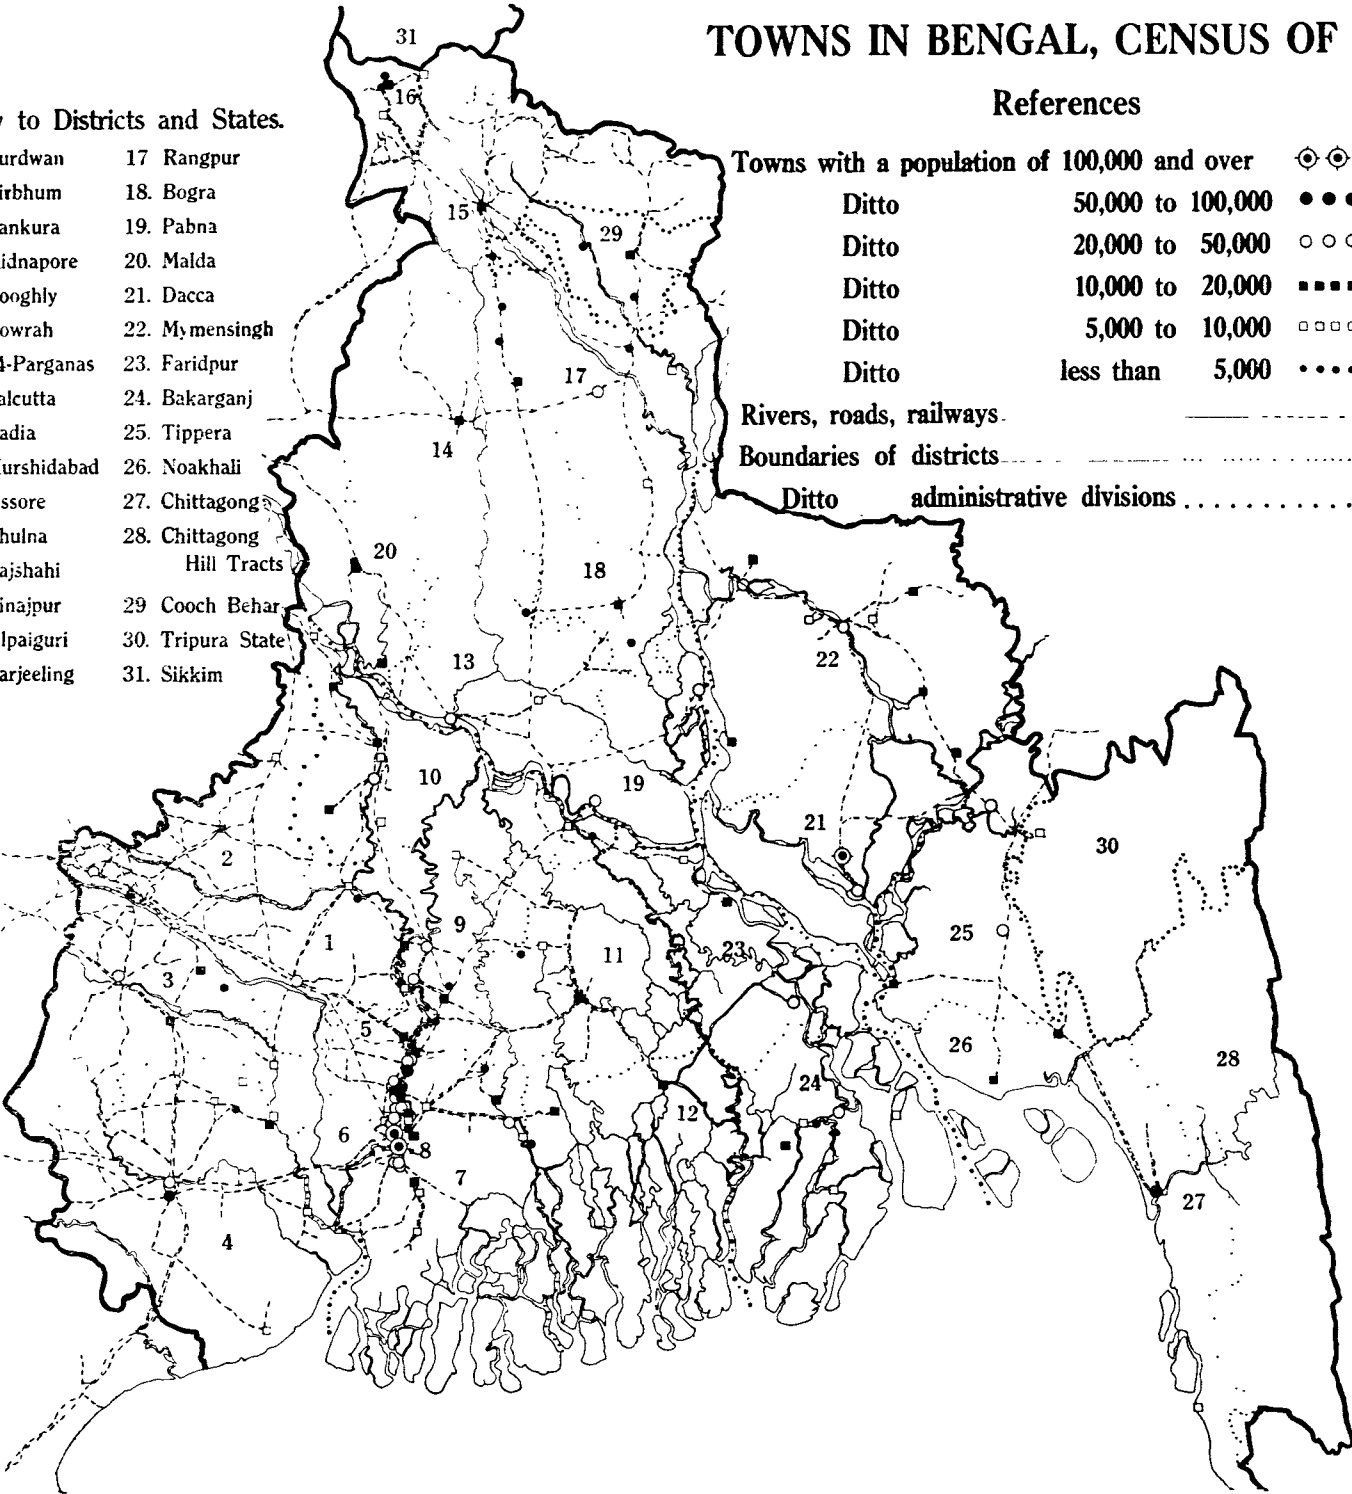 TOWNS IN BENGAL, CENSUS OF
References
Towns with a population of 100,000 and over
Ditto 50,000 to 100,000
Ditto 20,000 to 50,000
Ditto 10,000 to 20,000
Ditto 5,000 to 10,000
Ditto less than 5,000
Rivers, roads, railways
Boundaries of districts
Ditto administrative divisions
y to Districts and States.
urdwan 17 Rangpur
irbhum 18. Bogra
ankura 19. Pabna
idnapore 20. Malda
ooghly 21. Dacca
owrah 22. Mymensingh
4-Parganas 23. Faridpur
alcutta 24. Bakarganj
adia 25. Tippera
urshidabad 26. Noakhali
ssore 27. Chittagong
hulna 28. Chittagong
Hill Tracts
ajshahi
inajpur 29 Cooch Behar
lpaiguri 30. Tripura State
arjeeling 31. Sikkim
31
16
15
29
17
14
20
18
13
22
10
19
21
2
30
9
1
11
23
25
3
5
26
28
24
12
6
8
7
27
4